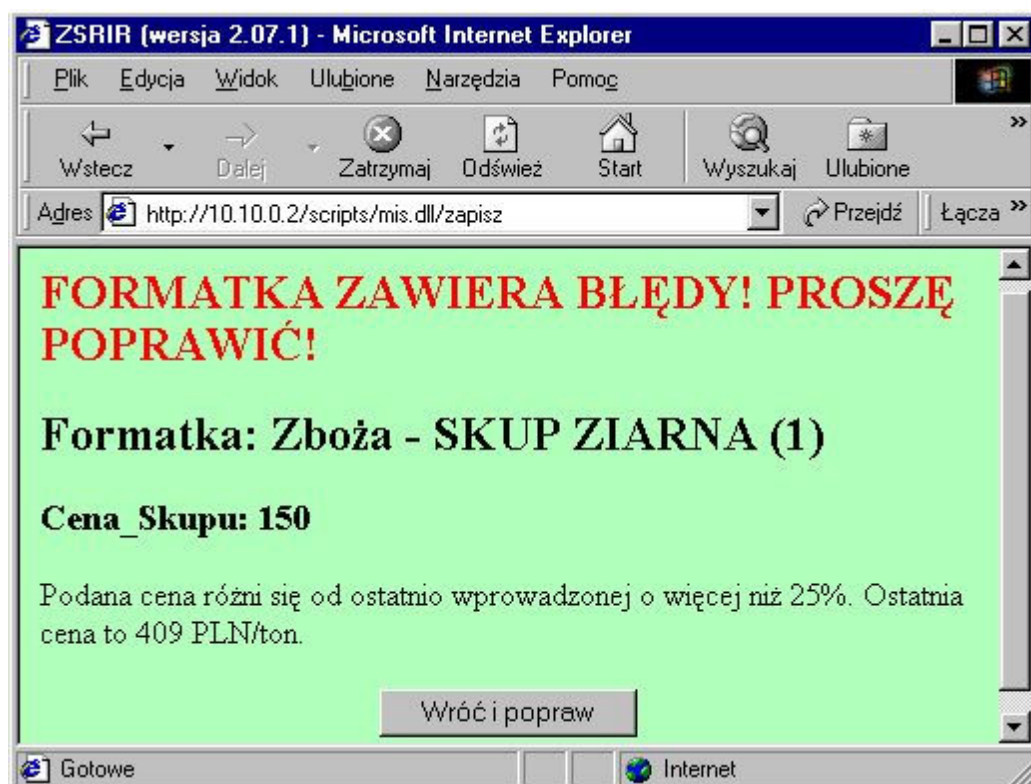 ZSRIR (wersja 2.07.1) - Microsoft Internet Explorer
Plik Edycja Widok Ulubione Narzędzia Pomoc
Wstecz Dalej Zatrzymaj Odśwież Start Wyszukaj Ulubione »
Adres http://10.10.0.2/scripts/mis.dll/zapisz Przejdź Łącza »
FORMATKA ZAWIERA BŁĘDY! PROSZĘ
POPRAWIĆ!
Formatka: Zboża - SKUP ZIARNA (1)
Cena_Skupu: 150
Podana cena różni się od ostatnio wprowadzonej o więcej niż 25%. Ostatnia
cena to 409 PLN/ton.
Wróć i popraw
Gotowe Internet